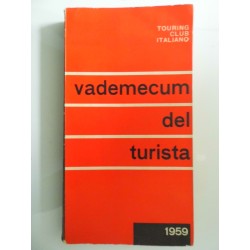 TOURING
CLUB
ITALIANO
vademecum
del
turista
1959